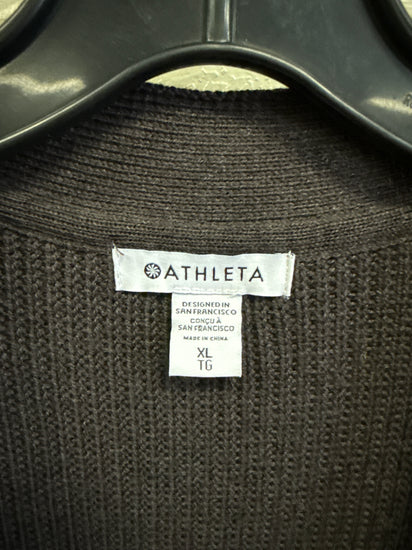 ATHLETA
DESIGNED IN
SAN FRANCISCO
CONÇU À
SAN FRANCISCO
MADE IN CHINA
XL
TG